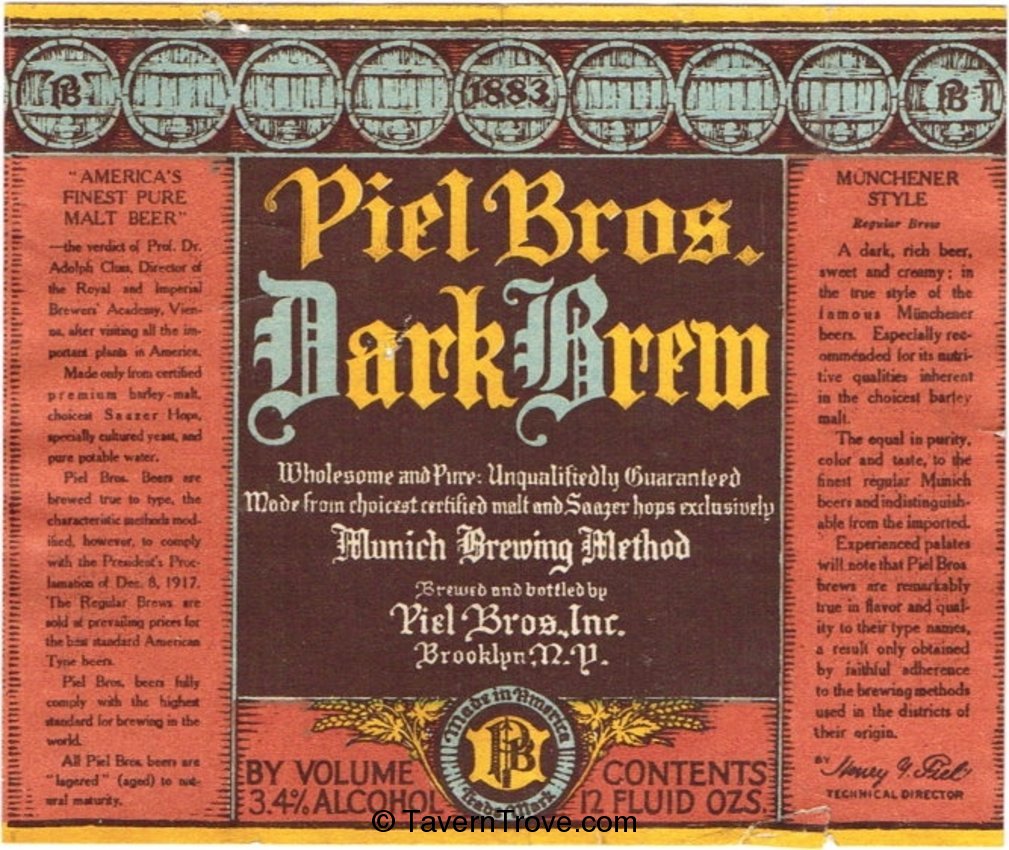 PB
1883
PB
"AMERICA'S
FINEST PURE
MALT BEER"
—the verdict of Prof. Dr.
Adolph Cluss, Director of
the Royal and Imperial
Brewers' Academy, Vien-
na, after visiting all the im-
portant plants in America.
Made only from certified
premium barley-malt,
choicest Saazer Hops,
specially cultured yeast, and
pure potable water.
Piel Bros. Beers are
brewed true to type, the
characteristic methods mod-
ified, however, to comply
with the President's Proc-
lamation of Dec. 8, 1917.
The Regular Brews are
sold at prevailing prices for
the best standard American
Type beers.
Piel Bros. beers fully
comply with the highest
standard for brewing in the
world.
All Piel Bros. beers are
"lagered" (aged) to nat-
ural maturity.
Piel Bros.
Dark Brew
Wholesome and Pure: Unqualifiedly Guaranteed
Made from choicest certified malt and Saazer hops exclusively
Munich Brewing Method
Brewed and bottled by
Piel Bros., Inc.
Brooklyn, N.Y.
Made in America
PB
Trade Mark
BY VOLUME
3.4% ALCOHOL
CONTENTS
12 FLUID OZS.
MÜNCHENER
STYLE
Regular Brew
A dark, rich beer,
sweet and creamy; in
the true style of the
famous Münchener
beers. Especially rec-
ommended for its nutri-
tive qualities inherent
in the choicest barley
malt.
The equal in purity,
color and taste, to the
finest regular Munich
beers and indistinguish-
able from the imported.
Experienced palates
will note that Piel Bros
brews are remarkably
true in flavor and qual-
ity to their type names,
a result only obtained
by faithful adherence
to the brewing methods
used in the districts of
their origin.
BY Henry G. Piel
TECHNICAL DIRECTOR
© TavernTrove.com